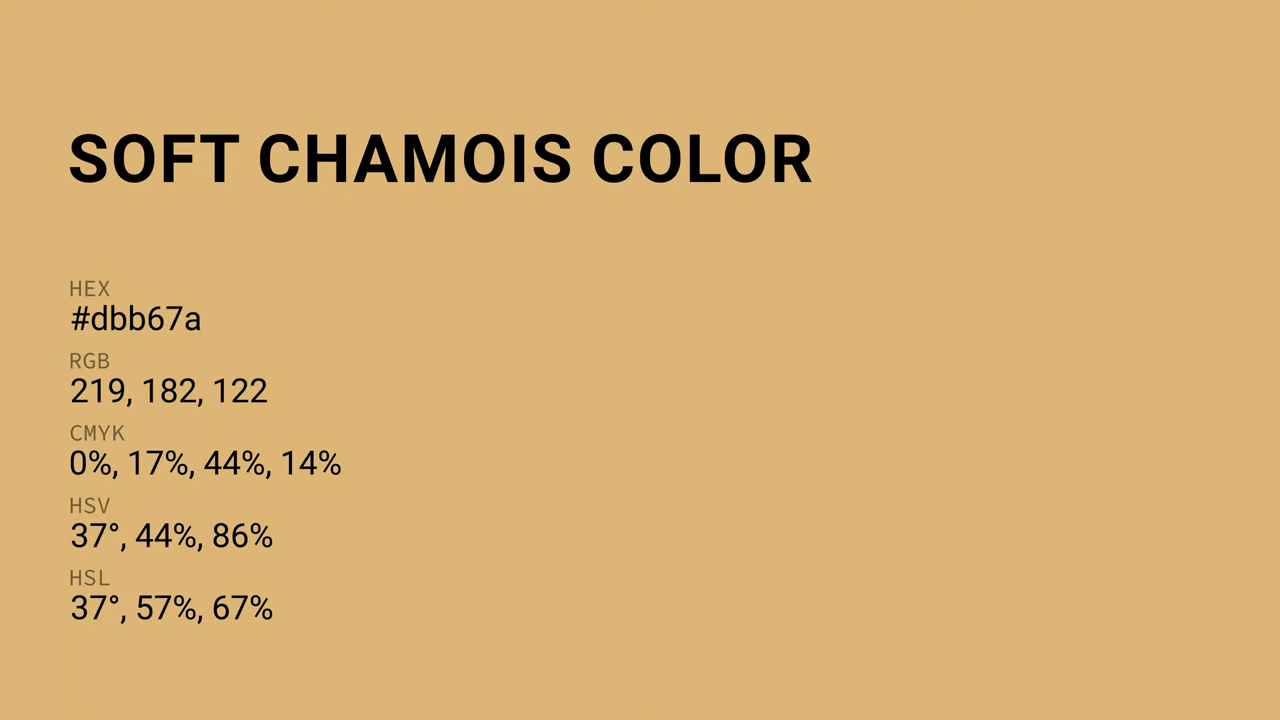 SOFT CHAMOIS COLOR
HEX
#dbb67a
RGB
219, 182, 122
CMYK
0%, 17%, 44%, 14%
HSV
37°, 44%, 86%
HSL
37°, 57%, 67%